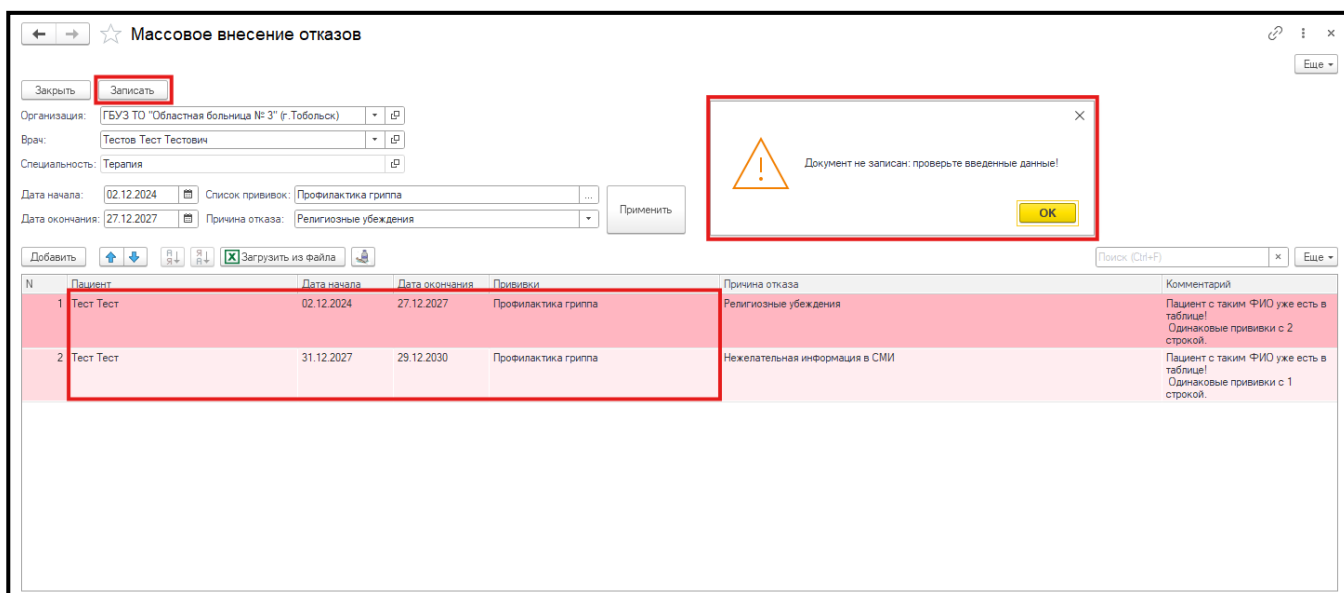 Массовое внесение отказов
Еще
Закрыть Записать
Организация: ГБУЗ ТО "Областная больница № 3" (г.Тобольск)
Врач: Тестов Тест Тестович
Специальность: Терапия
Документ не записан: проверьте введенные данные!
OK
Дата начала: 02.12.2024 Список прививок: Профилактика гриппа ...
Применить
Дата окончания: 27.12.2027 Причина отказа: Религиозные убеждения
Добавить Загрузить из файла Поиск (Ctrl+F) Еще
N Пациент Дата начала Дата окончания Прививки Причина отказа Комментарий
1 Тест Тест 02.12.2024 27.12.2027 Профилактика гриппа Религиозные убеждения Пациент с таким ФИО уже есть в
таблице!
Одинаковые прививки с 2
строкой.
2 Тест Тест 31.12.2027 29.12.2030 Профилактика гриппа Нежелательная информация в СМИ Пациент с таким ФИО уже есть в
таблице!
Одинаковые прививки с 1
строкой.